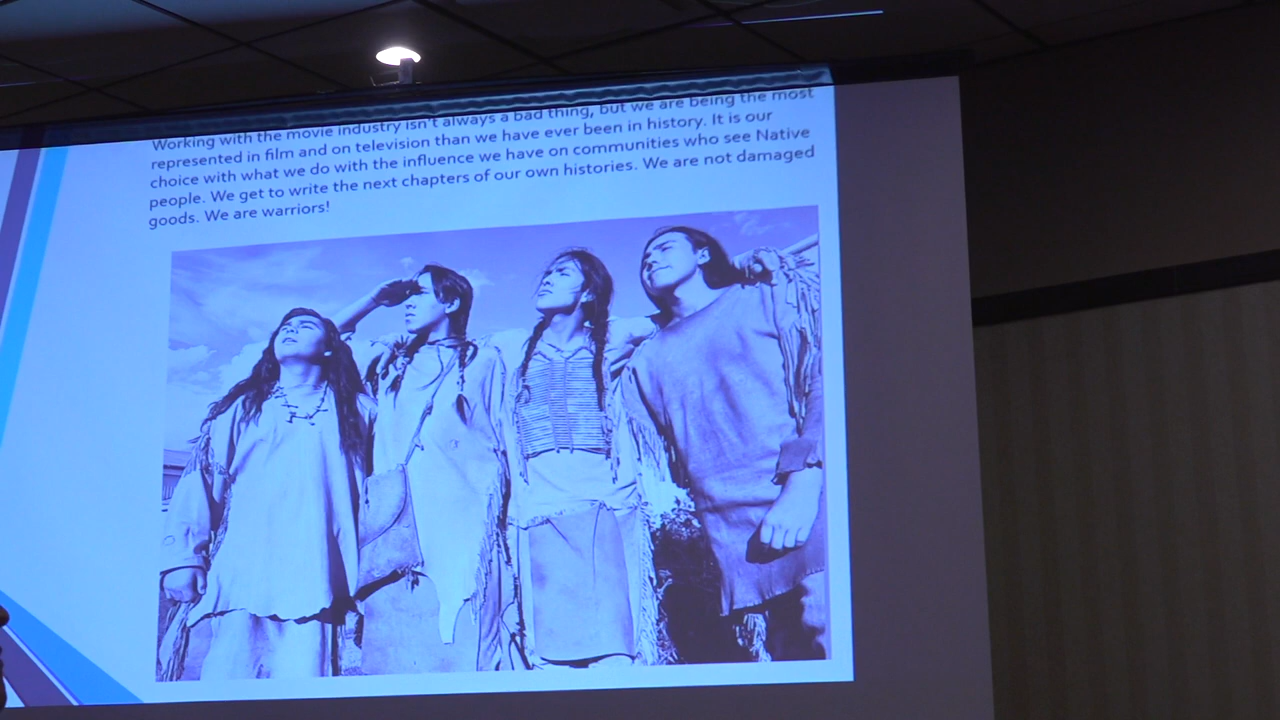 Working with the movie industry isn't always a bad thing, but we are being the most
represented in film and on television than we have ever been in history. It is our
choice with what we do with the influence we have on communities who see Native
people. We get to write the next chapters of our own histories. We are not damaged
goods. We are warriors!